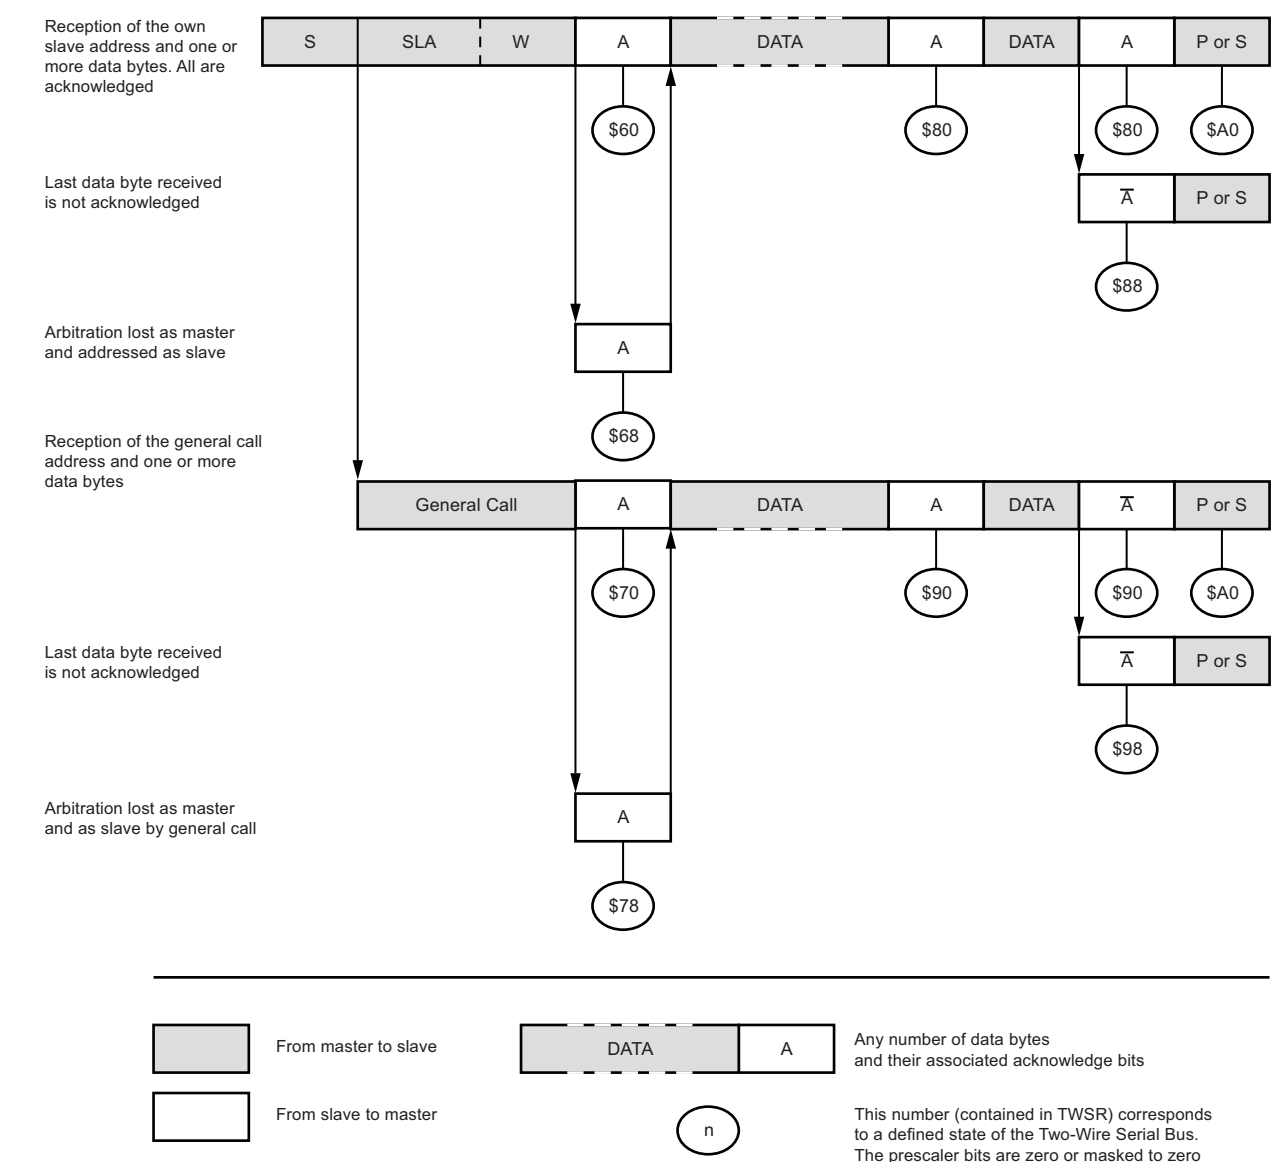 Reception of the own
slave address and one or
more data bytes. All are
acknowledged
S SLA W A DATA A DATA A P or S
$60 $80 $80 $A0
Last data byte received
is not acknowledged
A̅ P or S
$88
Arbitration lost as master
and addressed as slave
A
$68
Reception of the general call
address and one or more
data bytes
General Call A DATA A DATA A̅ P or S
$70 $90 $90 $A0
Last data byte received
is not acknowledged
A̅ P or S
$98
Arbitration lost as master
and as slave by general call
A
$78
From master to slave
DATA A
Any number of data bytes
and their associated acknowledge bits
From slave to master
n
This number (contained in TWSR) corresponds
to a defined state of the Two-Wire Serial Bus.
The prescaler bits are zero or masked to zero